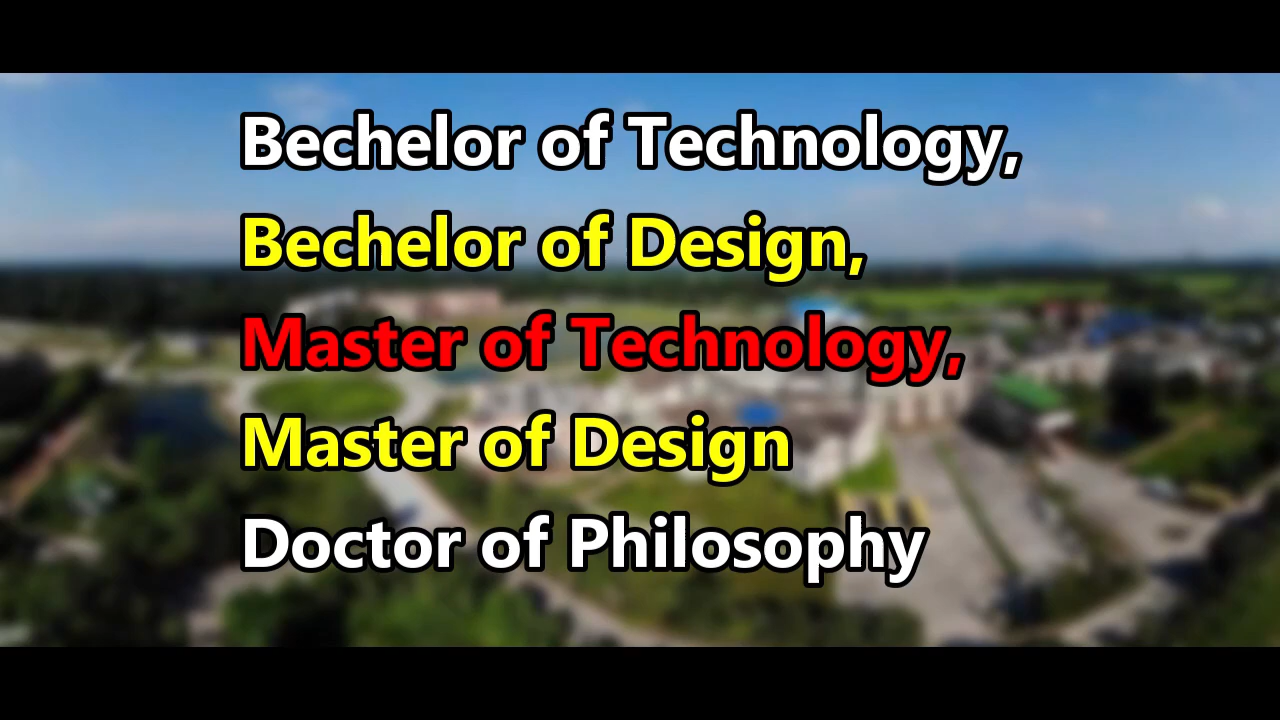 Bechelor of Technology,
Bechelor of Design,
Master of Technology,
Master of Design
Doctor of Philosophy